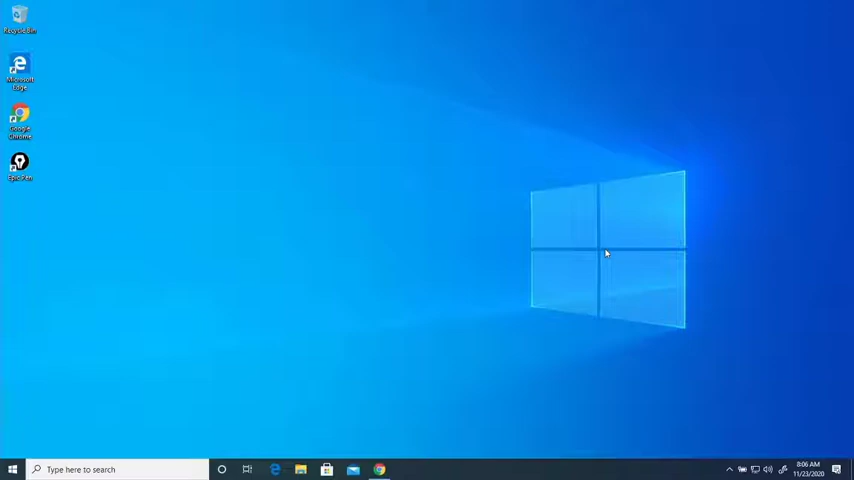 Recycle Bin
Microsoft
Edge
Google
Chrome
Epic Pen
Type here to search
8:06 AM
11/23/2020